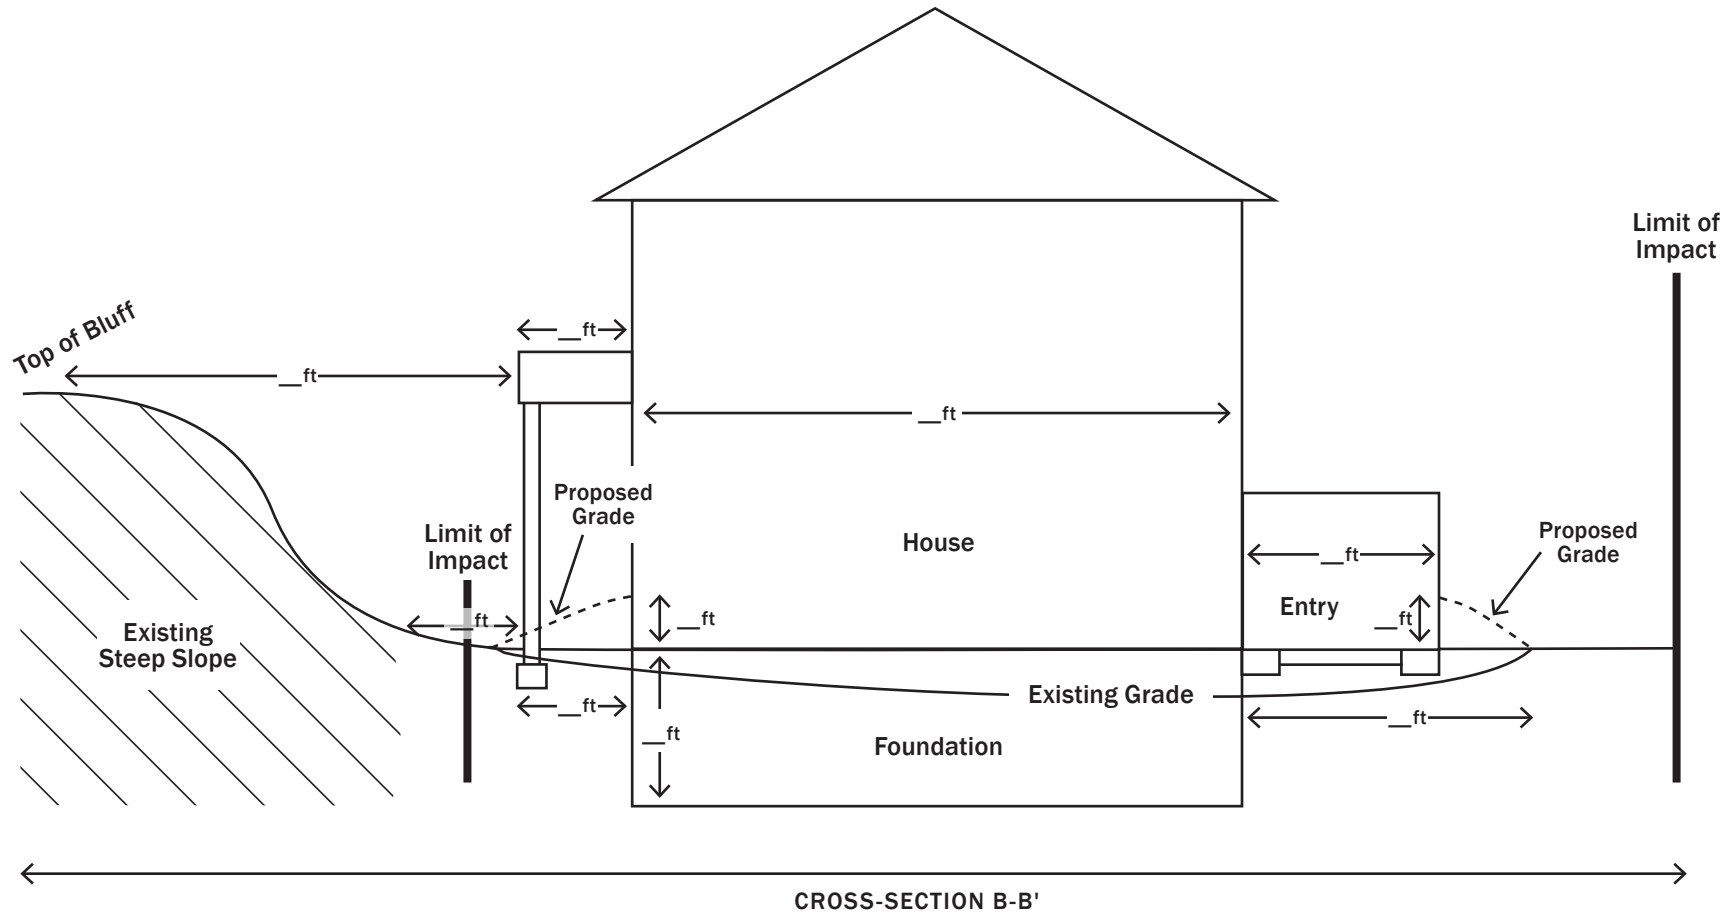 Limit of
Impact
Top of Bluff
__ft
__ft
__ft
Proposed
Grade
Limit of
Impact
House
Proposed
Grade
__ft
Entry
__ft
__ft
__ft
Existing
Steep Slope
Existing Grade
__ft
__ft
__ft
Foundation
CROSS-SECTION B-B'